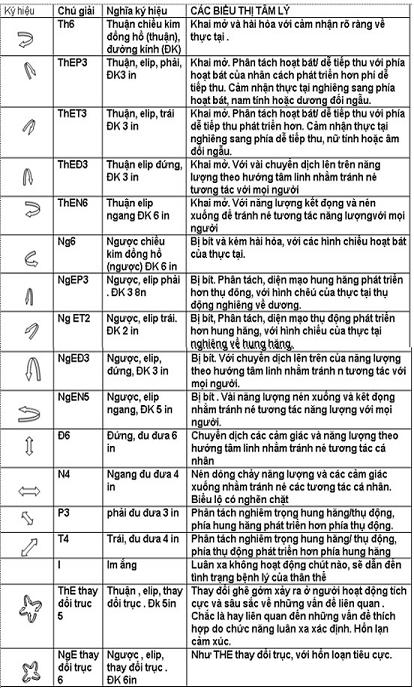 Ký hiệu Chú giải Nghĩa ký hiệu CÁC BIỂU THỊ TÂM LÝ
Th6 Thuận chiều kim Khai mở và hài hòa với cảm nhận rõ ràng về
đồng hồ (thuận), thực tại .
đường kính (ĐK)
ThEP3 Thuận, elip, phải, Khai mở. Phân tách hoạt bát/ dễ tiếp thu với phía
ĐK3 in hoạt bát của nhân cách phát triển hơn phí dễ
tiếp thu. Cảm nhận thực tại nghiêng sang phía
hoạt bát, nam tính hoặc dương đối ngẫu.
ThET3 Thuận, elip, trái Khai mở. Phân tách hoạt bát/ dễ tiếp thu với phía
ĐK 3 in dễ tiếp thu phát triển hơn. Cảm nhận thực tại
nghiêng sang phía dễ tiếp thu, nữ tính hoặc âm
đối ngẫu.
ThEĐ3 Thuận elip đứng, Khai mở. Với vài chuyển dịch lên trên năng
ĐK 3 in lượng theo hướng tâm linh nhằm tránh né
tương tác với mọi người
ThEN6 Thuận elip Khai mở. Với năng lượng kết đọng và nén
ngang ĐK 6 in xuống để tránh né tương tác năng lượngvới mọi
người
Ng6 Ngược chiều Bị bít và kém hài hòa, với các hình chiếu hoạt bát
kim đồng hồ của thực tại.
(ngược) ĐK 6 in
NgEP3 Ngược, elip phải Bị bít. Phân tách, diện mạo hung hăng phát triển
. ĐK 3 8n hơn thụ đông, với hình chêú của thực tại thụ
động nghiêng về dương.
Ng ET2 Ngược, elip trái. Bị bít, Phân tách, diện mạo thụ động phát triển
ĐK 2 in hơn hung hăng, với hình chiếu của thực tại
nghiêng về hung hăng.
NgEĐ3 Ngược, elip, Bị bít. Với chuyển dịch lên trên của năng lượng
đứng, ĐK 3 in theo hướng tâm linh nhằm tránh n tương tác với
mọi người.
NgEN5 Ngược, elip Bị bít . Vài năng lượng nén xuống và kết đọng
ngang, ĐK 5 in nhằm tránh né tương tác năng lượng với mọi
người.
Đ6 Đứng, đu đưa 6 Chuyển dịch các cảm giác và năng lượng theo
in hướng tâm linh nhằm tránh né tương tác cá
nhân
N4 Ngang đu đưa 4 Nén dòng chảy năng lượng và các cảm giác
in xuống nhằm tránh né các tương tác cá nhân.
Biểu lộ có nghẽn chặt
P3 phải đu đưa 3 in Phân tách nghiêm trọng hung hăng/thụ động,
phía hung hăng phát triển hơn phía thụ động.
T4 Trái, đu đưa 4 in Phân tách nghiêm trọng hung hăng/ thụ động,
phía thụ động phát triển hơn phía hung hăng
I Im ắng Luân xa không hoạt động chút nào, sẽ dẫn đến
tình trạng bệnh lý của thân thể
ThE thay Thuận , elip, thay Thay đổi ghê gớm xảy ra ở người hoạt động tích
đổi truc đổi trục . Đk 5in cực và sâu sắc về những vấn đề liên quan .
5 Chắc là hay liên quan đến những vấn để thích
hợp do chức năng luân xa xác định. Hỗn lạn
cảm xúc.
NgE thay Ngược , elip, Như THE thay đổi trục, với hỗn loạn tiêu cực.
đổi truc thay đổi trục .
6 ĐK 6in